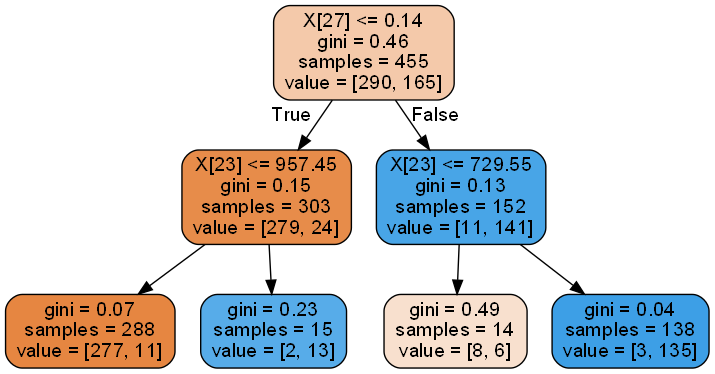 X[27] <= 0.14
gini = 0.46
samples = 455
value = [290, 165]
True
False
X[23] <= 957.45
gini = 0.15
samples = 303
value = [279, 24]
X[23] <= 729.55
gini = 0.13
samples = 152
value = [11, 141]
gini = 0.07
samples = 288
value = [277, 11]
gini = 0.23
samples = 15
value = [2, 13]
gini = 0.49
samples = 14
value = [8, 6]
gini = 0.04
samples = 138
value = [3, 135]